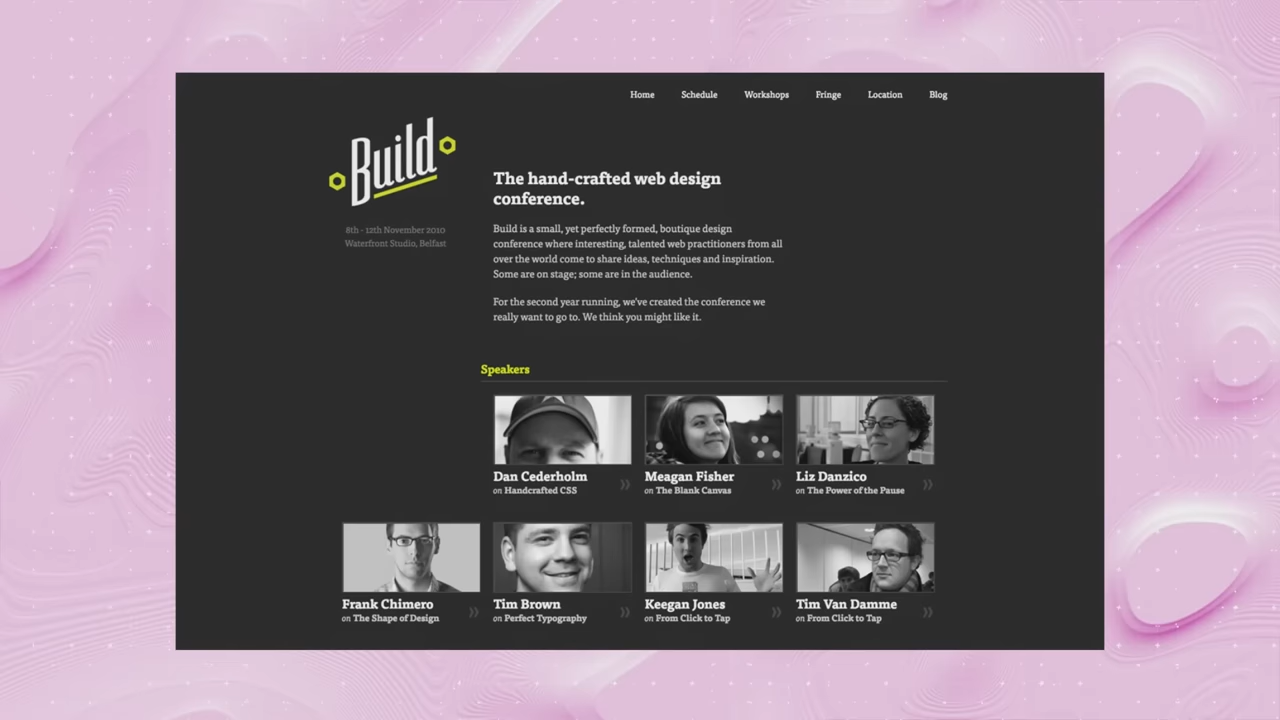 Home Schedule Workshops Fringe Location Blog
Build
8th - 12th November 2010
Waterfront Studio, Belfast
The hand-crafted web design
conference.
Build is a small, yet perfectly formed, boutique design
conference where interesting, talented web practitioners from all
over the world come to share ideas, techniques and inspiration.
Some are on stage; some are in the audience.
For the second year running, we've created the conference we
really want to go to. We think you might like it.
Speakers
Dan Cederholm
on Handcrafted CSS »
Meagan Fisher
on The Blank Canvas »
Liz Danzico
on The Power of the Pause »
Frank Chimero
on The Shape of Design »
Tim Brown
on Perfect Typography »
Keegan Jones
on From Click to Tap »
Tim Van Damme
on From Click to Tap »